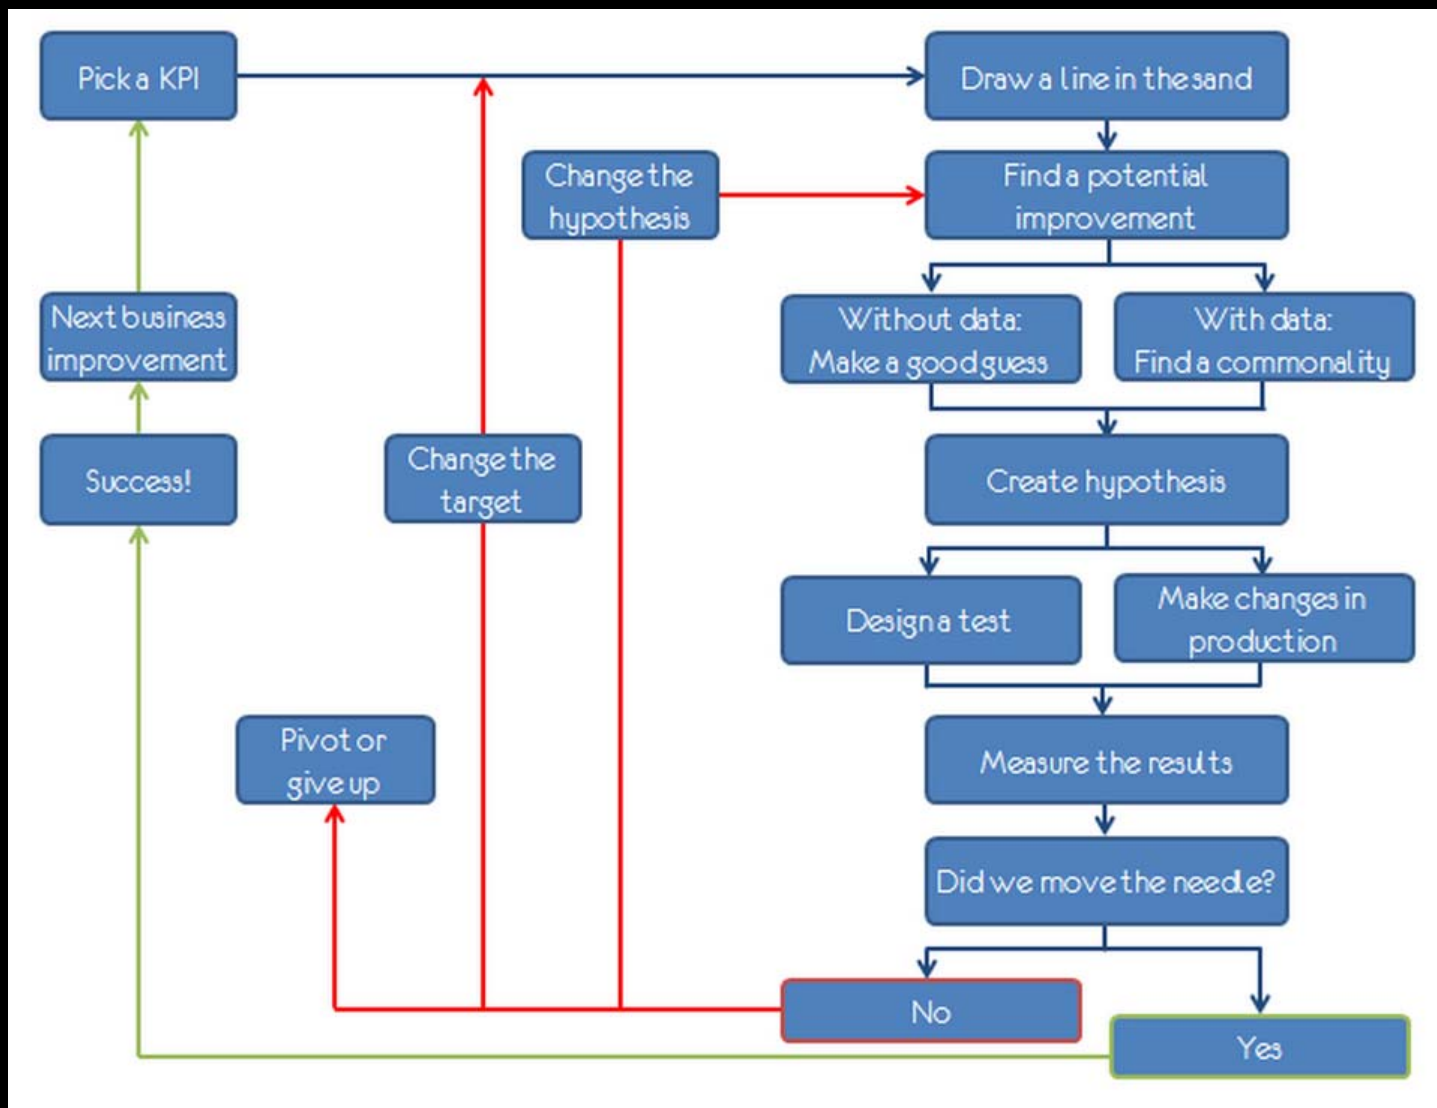 Pick a KPI
Draw a line in the sand
Change the
hypothesis
Find a potential
improvement
Next business
improvement
Without data:
Make a good guess
With data:
Find a commonality
Success!
Change the
target
Create hypothesis
Design a test
Make changes in
production
Pivot or
give up
Measure the results
Did we move the needle?
No
Yes